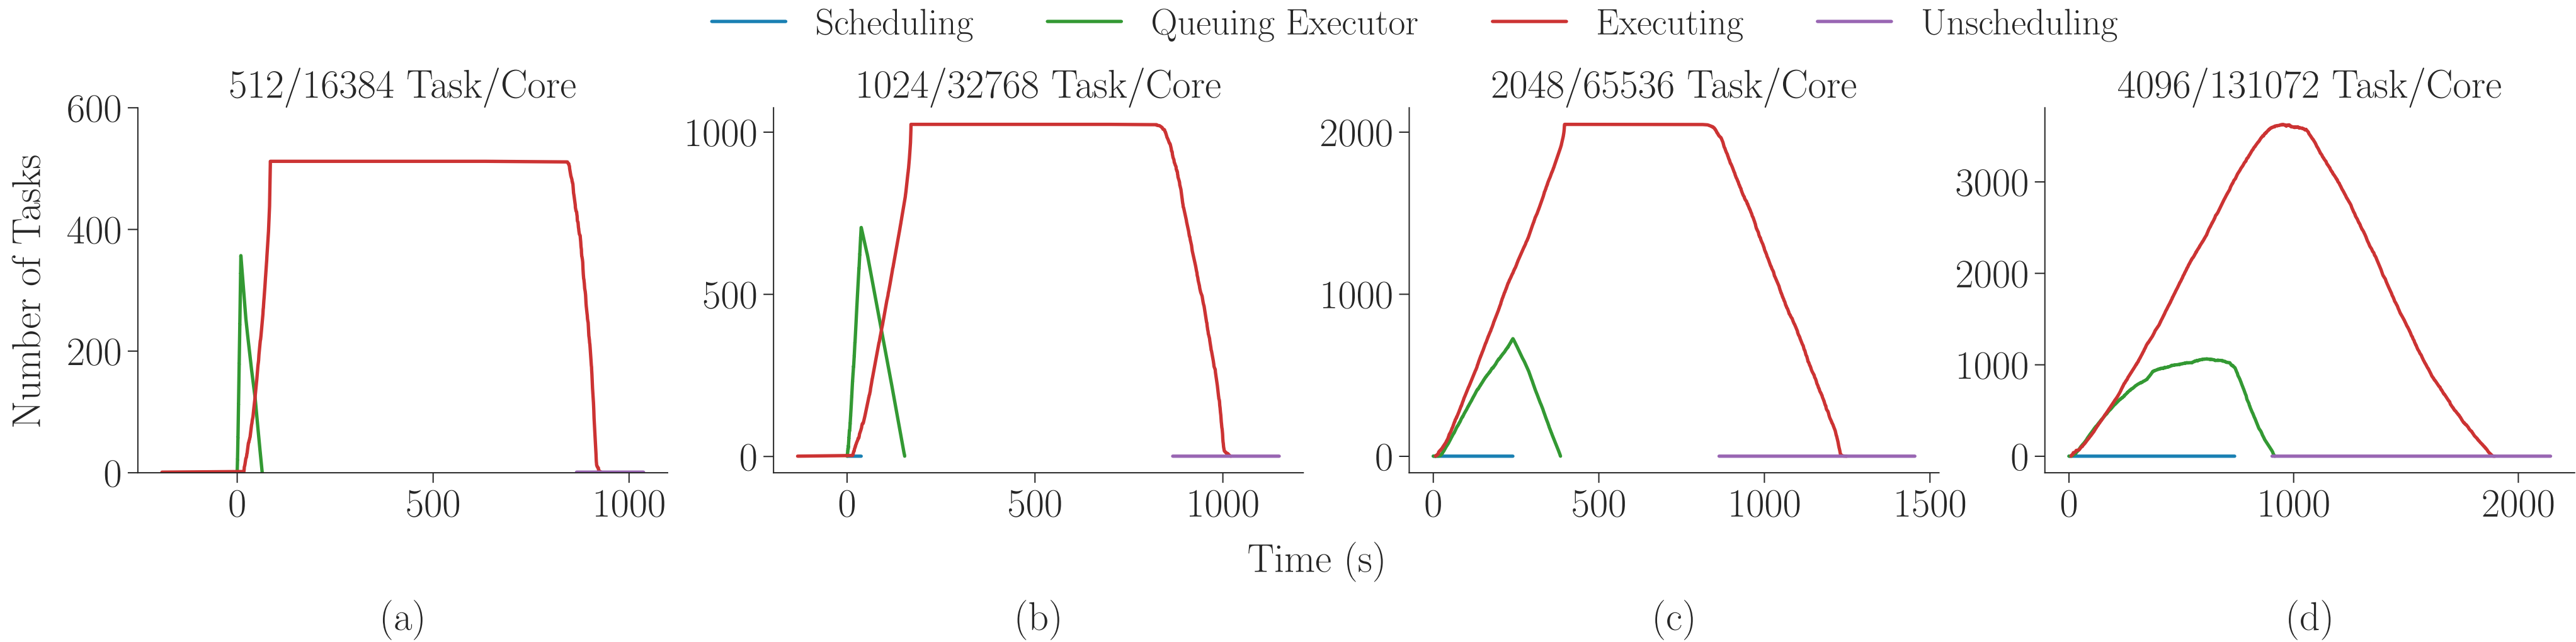 Scheduling Queuing Executor Executing Unscheduling
512/16384 Task/Core 1024/32768 Task/Core 2048/65536 Task/Core 4096/131072 Task/Core
Number of Tasks
600
400
200
0
0 500 1000
1000
500
0
0 500 1000
2000
1000
0
0 500 1000 1500
3000
2000
1000
0
0 1000 2000
Time (s)
(a) (b) (c) (d)